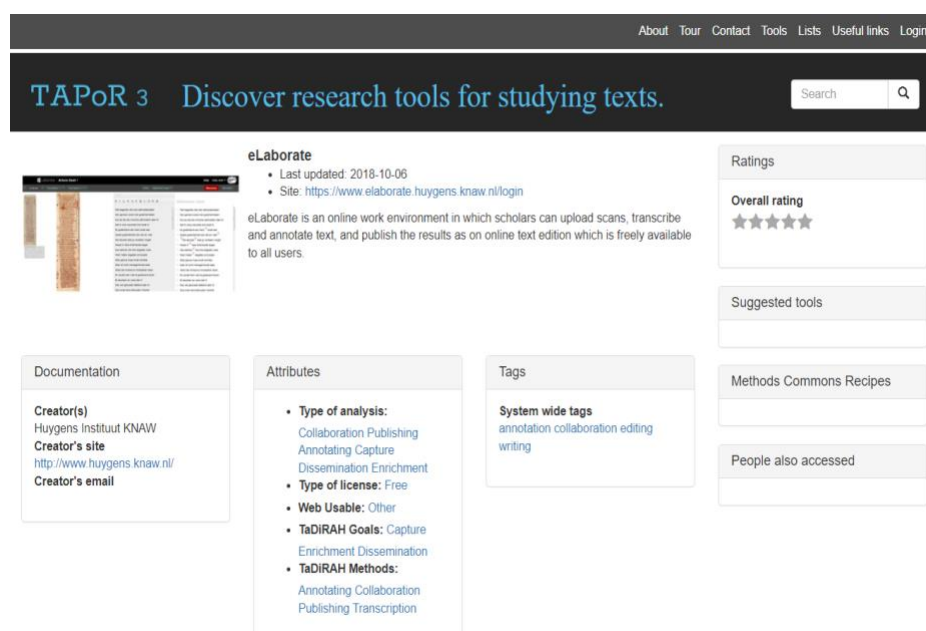 About Tour Contact Tools Lists Useful links Login
TAPoR 3 Discover research tools for studying texts.
Search
eLaborate
• Last updated: 2018-10-06
• Site: https://www.elaborate.huygens.knaw.nl/login
eLaborate is an online work environment in which scholars can upload scans, transcribe
and annotate text, and publish the results as on online text edition which is freely available
to all users.
Ratings
Overall rating
Suggested tools
Methods Commons Recipes
People also accessed
Documentation
Creator(s)
Huygens Instituut KNAW
Creator's site
http://www.huygens.knaw.nl/
Creator's email
Attributes
• Type of analysis:
Collaboration Publishing
Annotating Capture
Dissemination Enrichment
• Type of license: Free
• Web Usable: Other
• TaDiRAH Goals: Capture
Enrichment Dissemination
• TaDiRAH Methods:
Annotating Collaboration
Publishing Transcription
Tags
System wide tags
annotation collaboration editing
writing